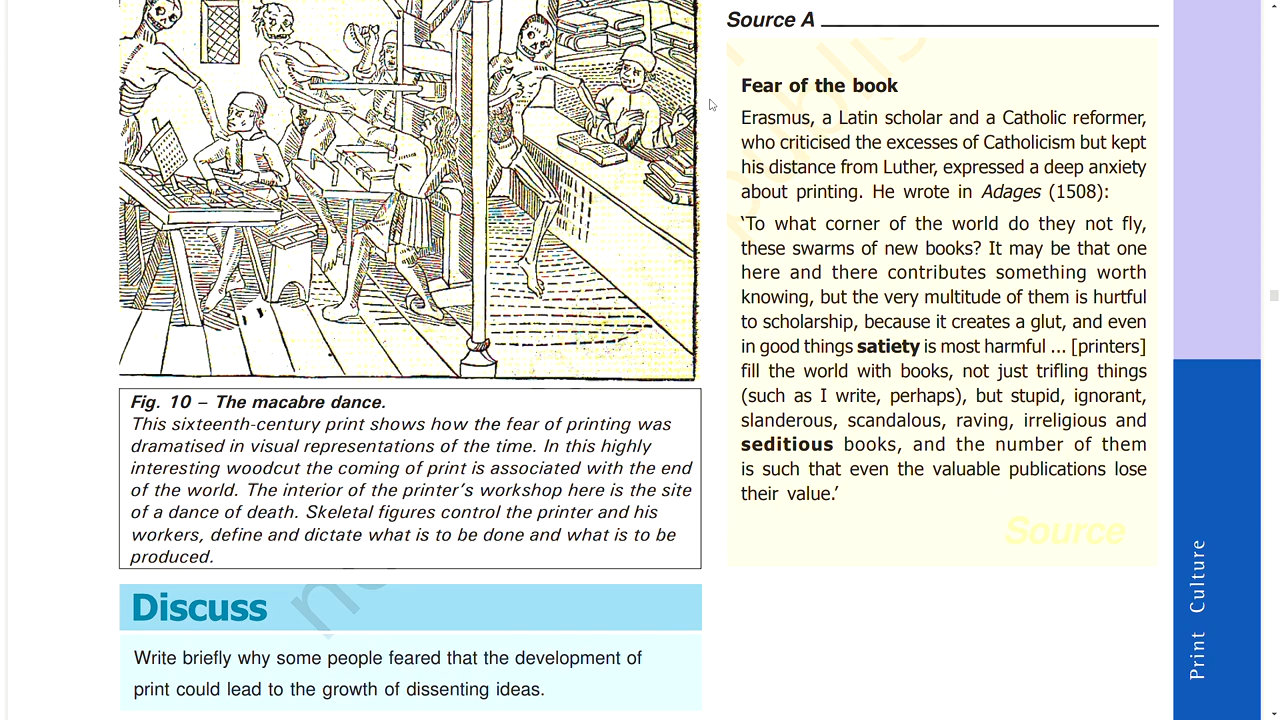 Fig. 10 – The macabre dance.
This sixteenth-century print shows how the fear of printing was
dramatised in visual representations of the time. In this highly
interesting woodcut the coming of print is associated with the end
of the world. The interior of the printer’s workshop here is the site
of a dance of death. Skeletal figures control the printer and his
workers, define and dictate what is to be done and what is to be
produced.
Discuss
Write briefly why some people feared that the development of
print could lead to the growth of dissenting ideas.
Source A
Fear of the book
Erasmus, a Latin scholar and a Catholic reformer,
who criticised the excesses of Catholicism but kept
his distance from Luther, expressed a deep anxiety
about printing. He wrote in Adages (1508):
‘To what corner of the world do they not fly,
these swarms of new books? It may be that one
here and there contributes something worth
knowing, but the very multitude of them is hurtful
to scholarship, because it creates a glut, and even
in good things satiety is most harmful ... [printers]
fill the world with books, not just trifling things
(such as I write, perhaps), but stupid, ignorant,
slanderous, scandalous, raving, irreligious and
seditious books, and the number of them
is such that even the valuable publications lose
their value.’
Source
Print Culture